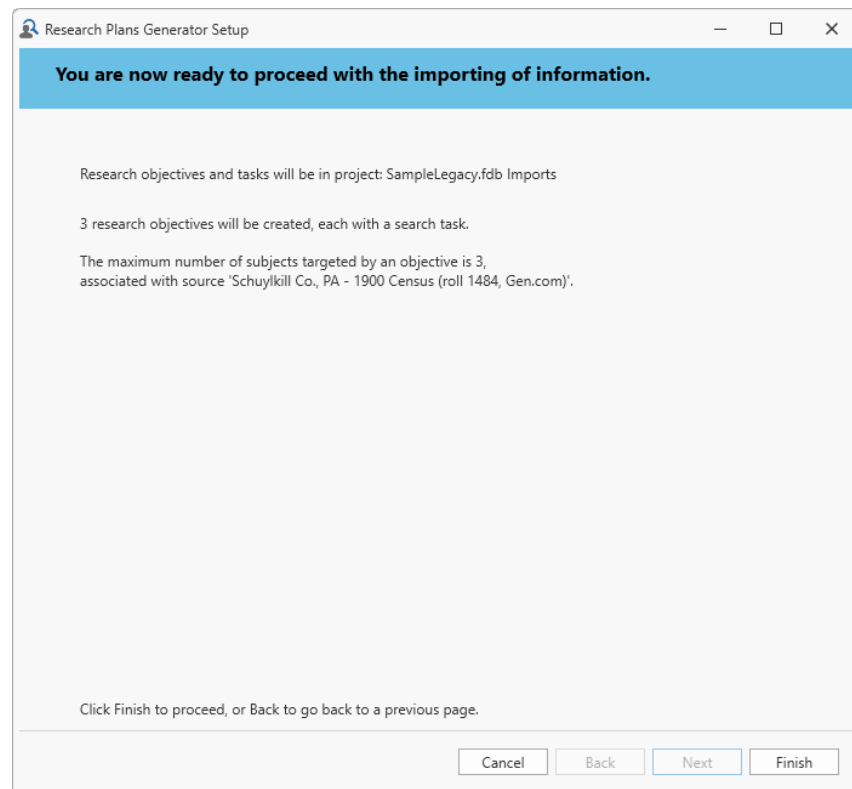 Research Plans Generator Setup
You are now ready to proceed with the importing of information.
Research objectives and tasks will be in project: SampleLegacy.fdb Imports
3 research objectives will be created, each with a search task.
The maximum number of subjects targeted by an objective is 3,
associated with source 'Schuylkill Co., PA - 1900 Census (roll 1484, Gen.com)'.
Click Finish to proceed, or Back to go back to a previous page.
Cancel Back Next Finish